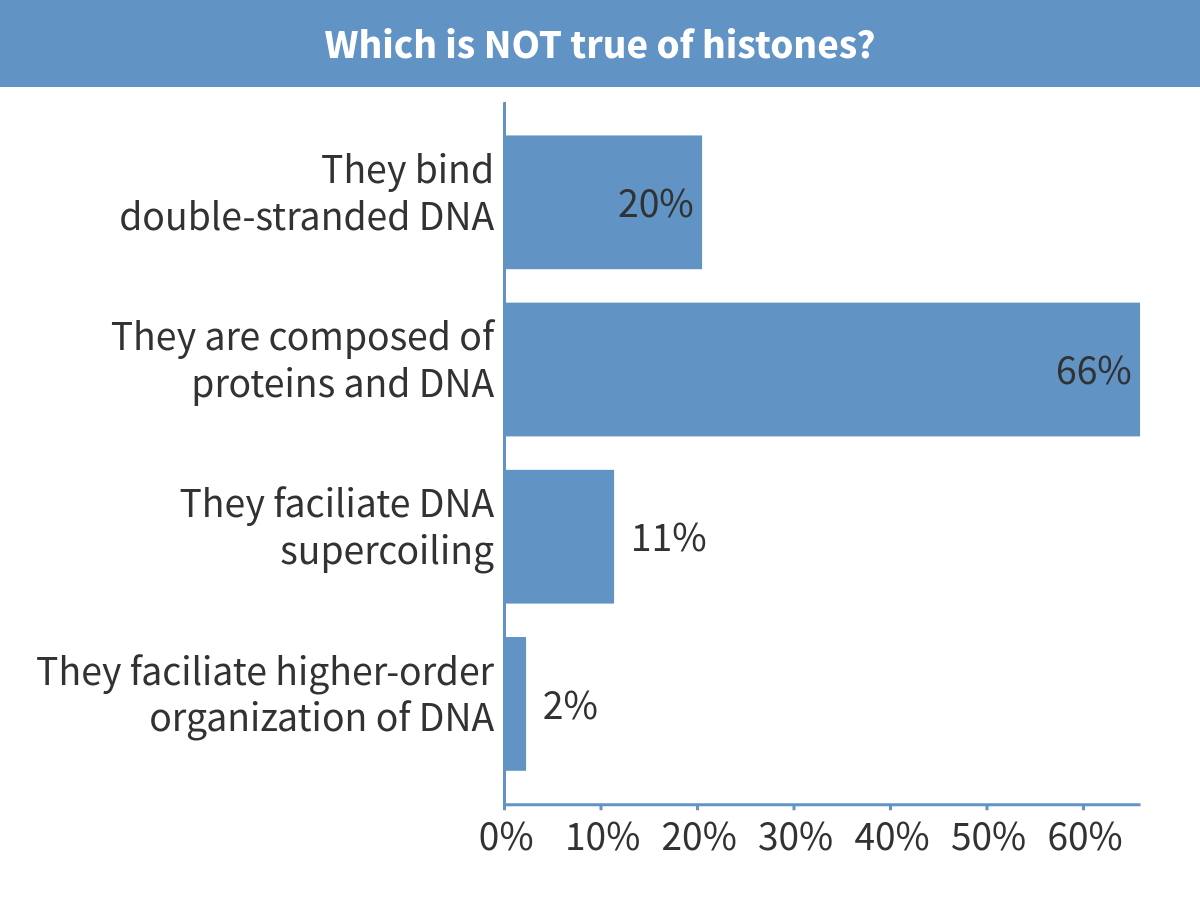 Which is NOT true of histones?
They bind
double-stranded DNA
20%
They are composed of
proteins and DNA
66%
They faciliate DNA
supercoiling
11%
They faciliate higher-order
organization of DNA
2%
0% 10% 20% 30% 40% 50% 60%